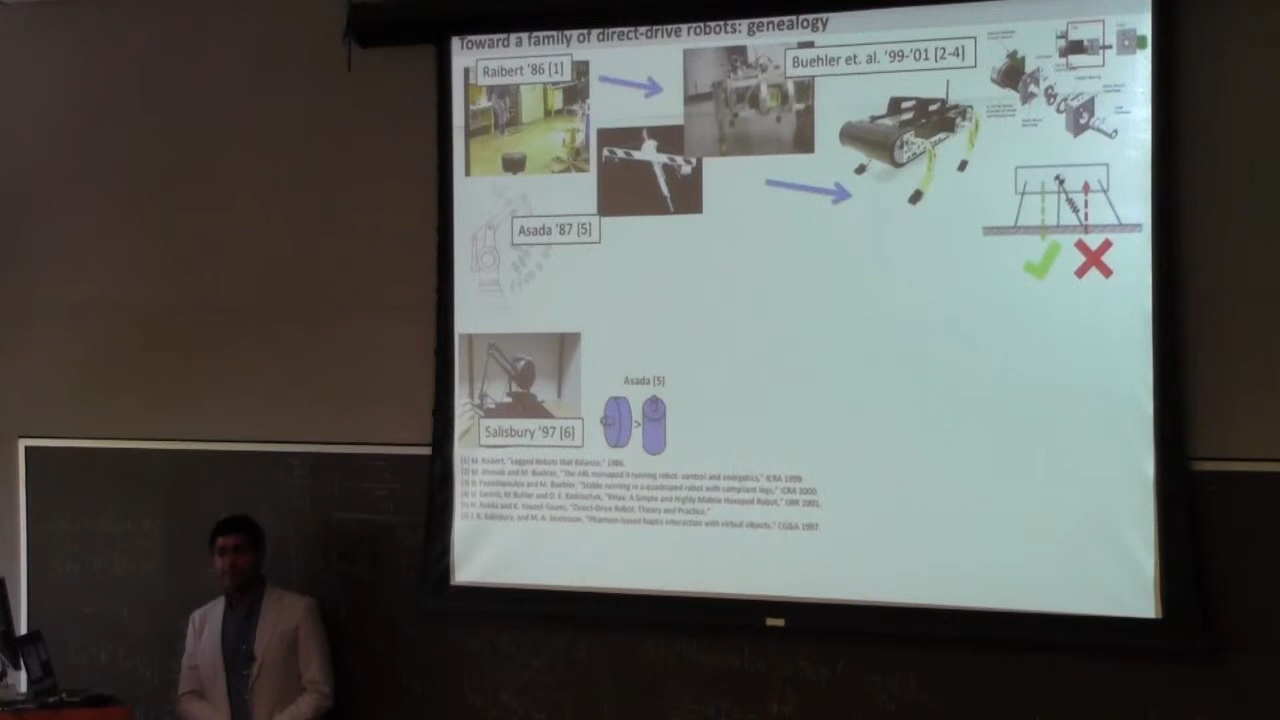 Toward a family of direct-drive robots: genealogy
Raibert '86 [1]
Buehler et. al. '99-'01 [2-4]
Asada '87 [5]
Salisbury '97 [6]
Asada [5]
>
[1] M. Raibert, "Legged Robots that Balance," 1986.
[2] M. Ahmadi and M. Buehler, "The ARL monopod II running robot: control and energetics," ICRA 1999.
[3] D. Papadopoulos and M. Buehler, "Stable running in a quadruped robot with compliant legs," ICRA 2000.
[4] U. Saranli, M Buhler and D. E. Koditschek, "RHex: A Simple and Highly Mobile Hexapod Robot," IJRR 2001.
[5] H. Asada and K. Youcef-Toumi, "Direct-Drive Robot: Theory and Practice."
[6] J. K. Salisbury, and M. A. Srinivasan, "Phantom-based haptic interaction with virtual objects," CG&A 1997.